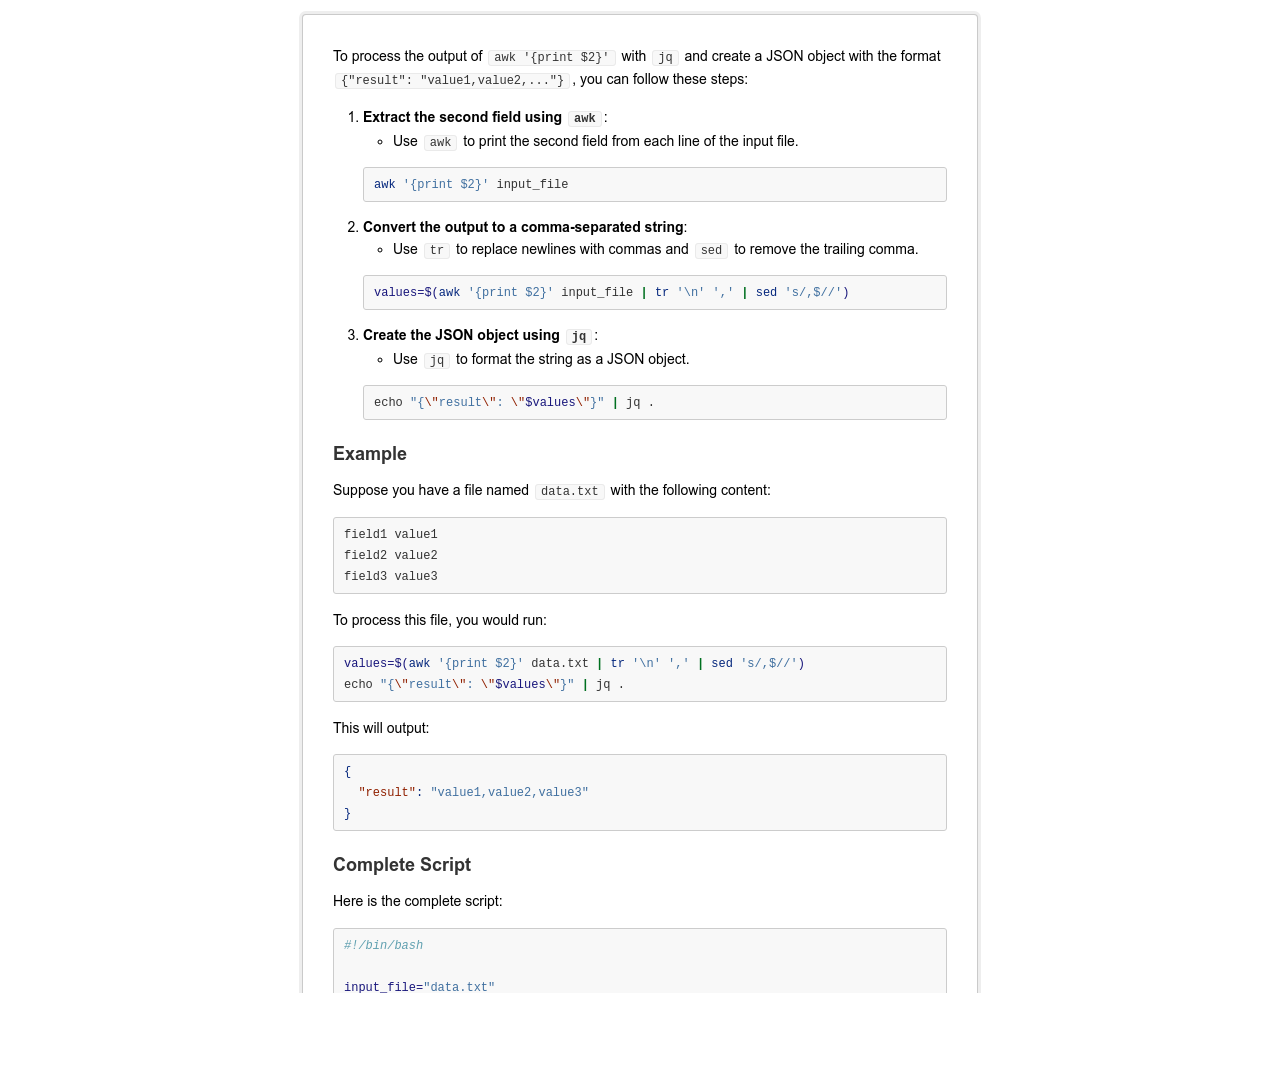 To process the output of awk '{print $2}' with jq and create a JSON object with the format
{"result": "value1,value2,..."} , you can follow these steps:
1. Extract the second field using awk :
◦ Use awk to print the second field from each line of the input file.
awk '{print $2}' input_file
2. Convert the output to a comma-separated string:
◦ Use tr to replace newlines with commas and sed to remove the trailing comma.
values=$(awk '{print $2}' input_file | tr '\n' ',' | sed 's/,$//')
3. Create the JSON object using jq :
◦ Use jq to format the string as a JSON object.
echo "{\"result\": \"$values\"}" | jq .
Example
Suppose you have a file named data.txt with the following content:
field1 value1
field2 value2
field3 value3
To process this file, you would run:
values=$(awk '{print $2}' data.txt | tr '\n' ',' | sed 's/,$//')
echo "{\"result\": \"$values\"}" | jq .
This will output:
{
  "result": "value1,value2,value3"
}
Complete Script
Here is the complete script:
#!/bin/bash
input_file="data.txt"